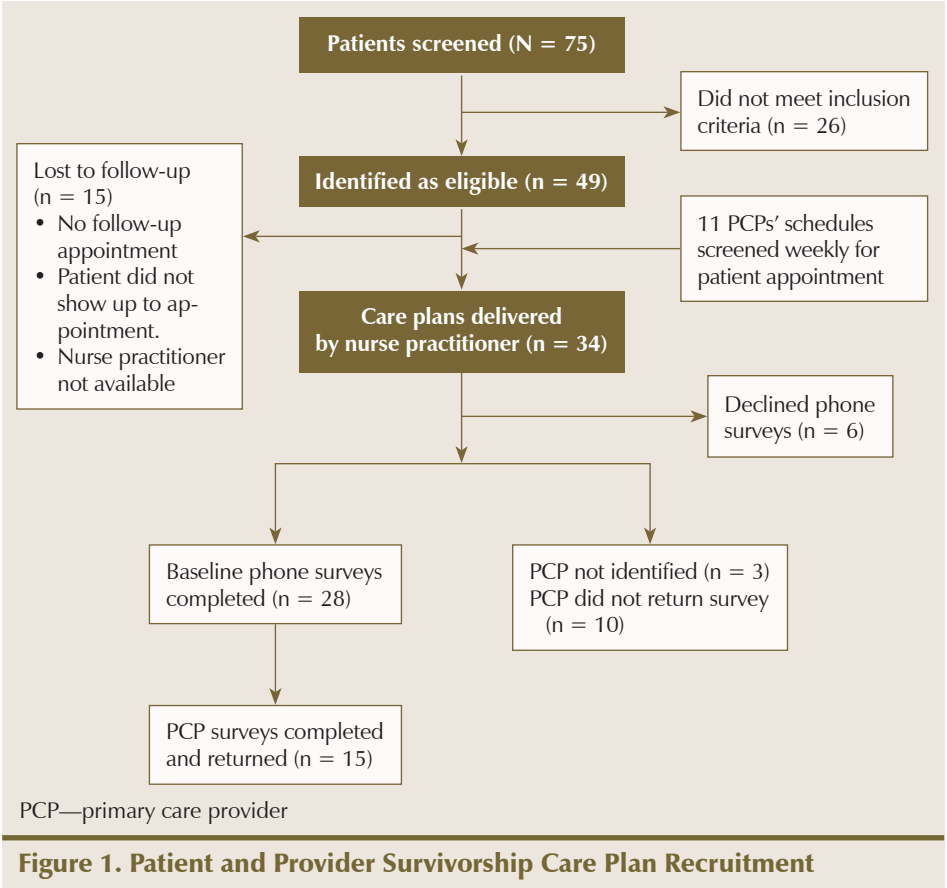 Patients screened (N = 75)
Did not meet inclusion
criteria (n = 26)
Identified as eligible (n = 49)
Lost to follow-up
(n = 15)
• No follow-up
appointment
• Patient did not
show up to ap-
pointment.
• Nurse practitioner
not available
11 PCPs’ schedules
screened weekly for
patient appointment
Care plans delivered
by nurse practitioner (n = 34)
Declined phone
surveys (n = 6)
Baseline phone surveys
completed (n = 28)
PCP not identified (n = 3)
PCP did not return survey
(n = 10)
PCP surveys completed
and returned (n = 15)
PCP—primary care provider
Figure 1. Patient and Provider Survivorship Care Plan Recruitment